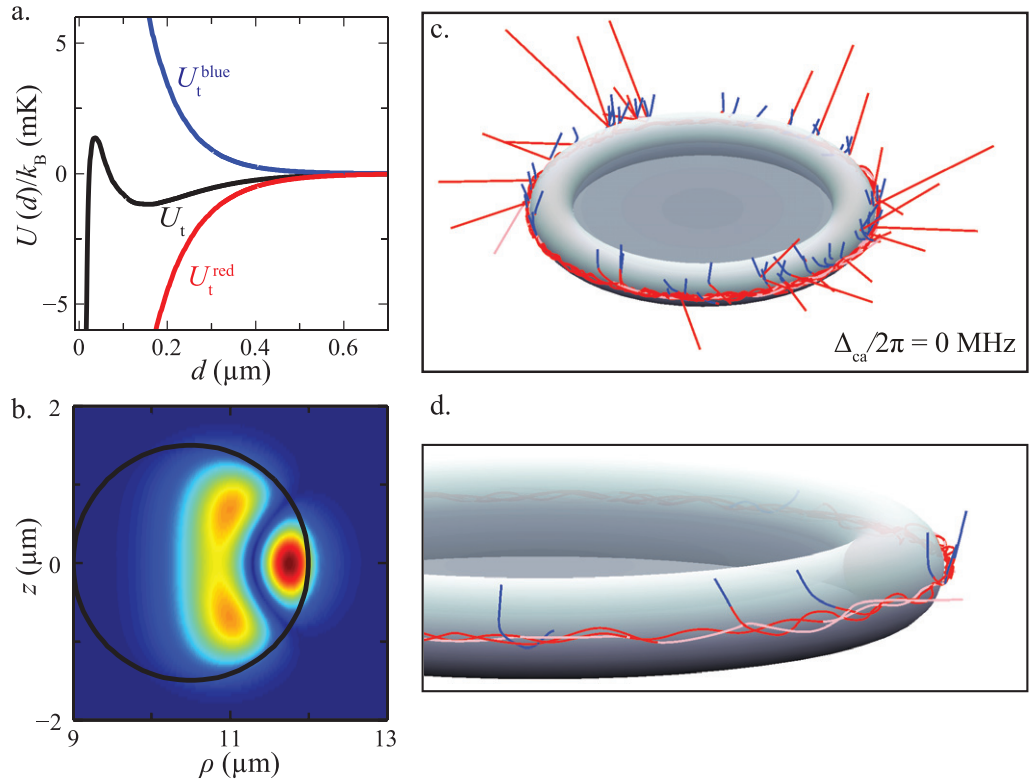 a.
U(d)/k_B (mK)
5
0
−5
U_t^blue
U_t
U_t^red
0
0.2
0.4
0.6
d (μm)
b.
z (μm)
2
0
−2
9
11
13
ρ (μm)
c.
Δ_ca/2π = 0 MHz
d.